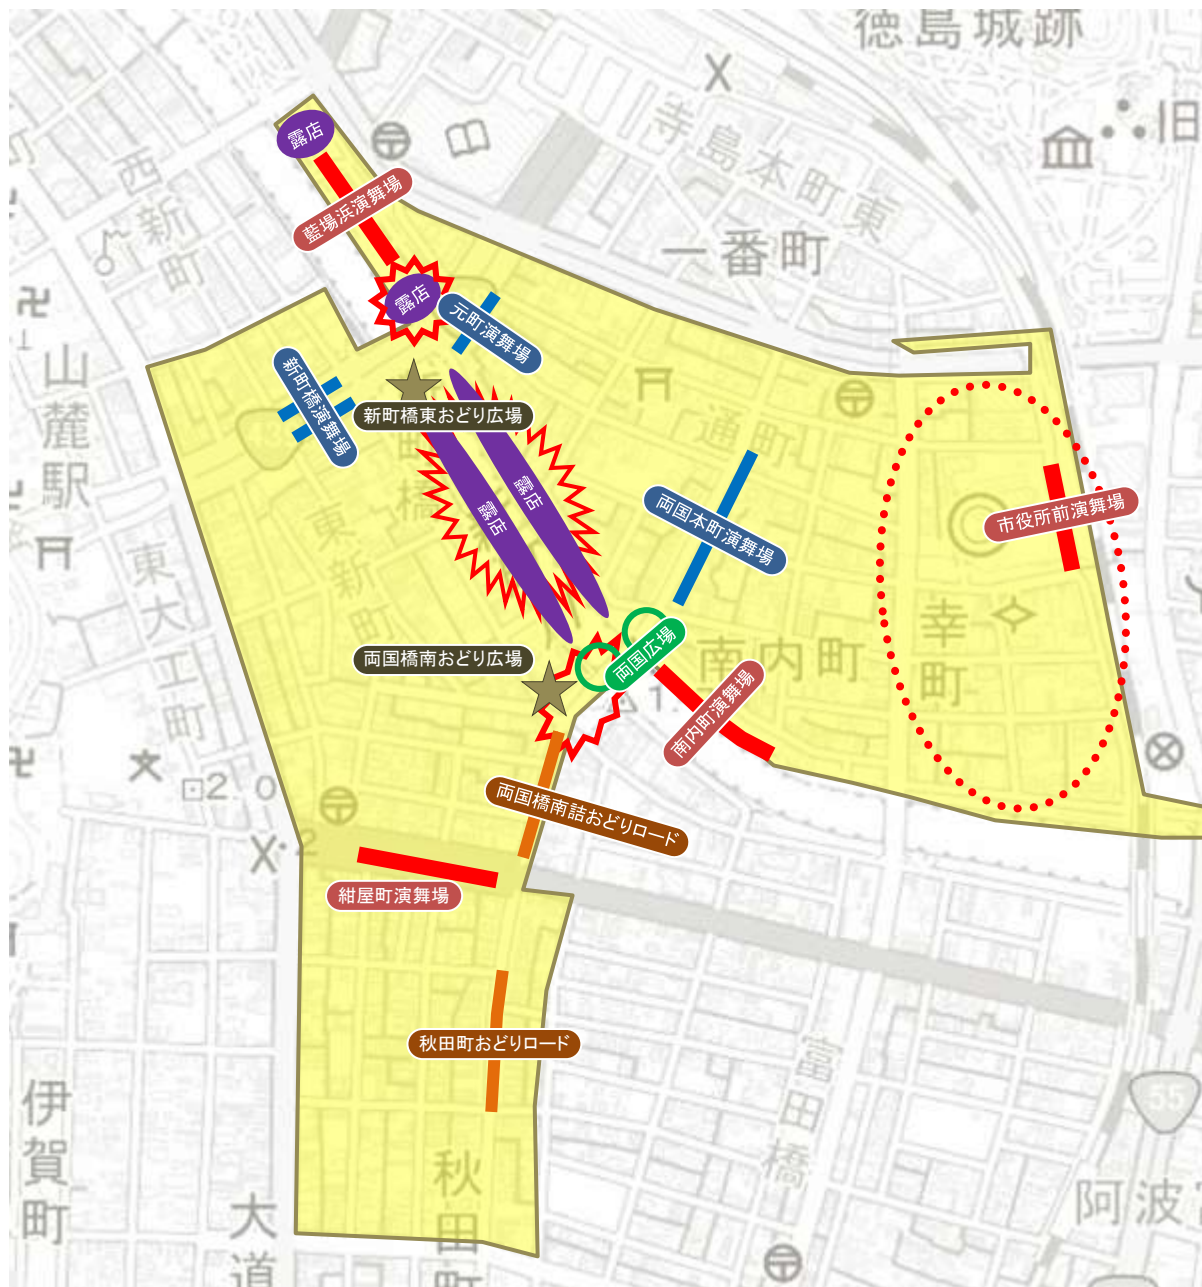 徳島城跡
旧
露店
寺島本町東
西新町
藍場浜演舞場
一番町
露店
元町演舞場
新町橋演舞場
新町橋東おどり広場
山麓駅
通
露店
露店
両国本町演舞場
市役所前演舞場
東大工町
幸町
両国広場
南内町
両国橋南おどり広場
南内町演舞場
2.0
両国橋南詰おどりロード
紺屋町演舞場
秋田町おどりロード
富田橋
55
伊賀町
秋田町
大道
阿波